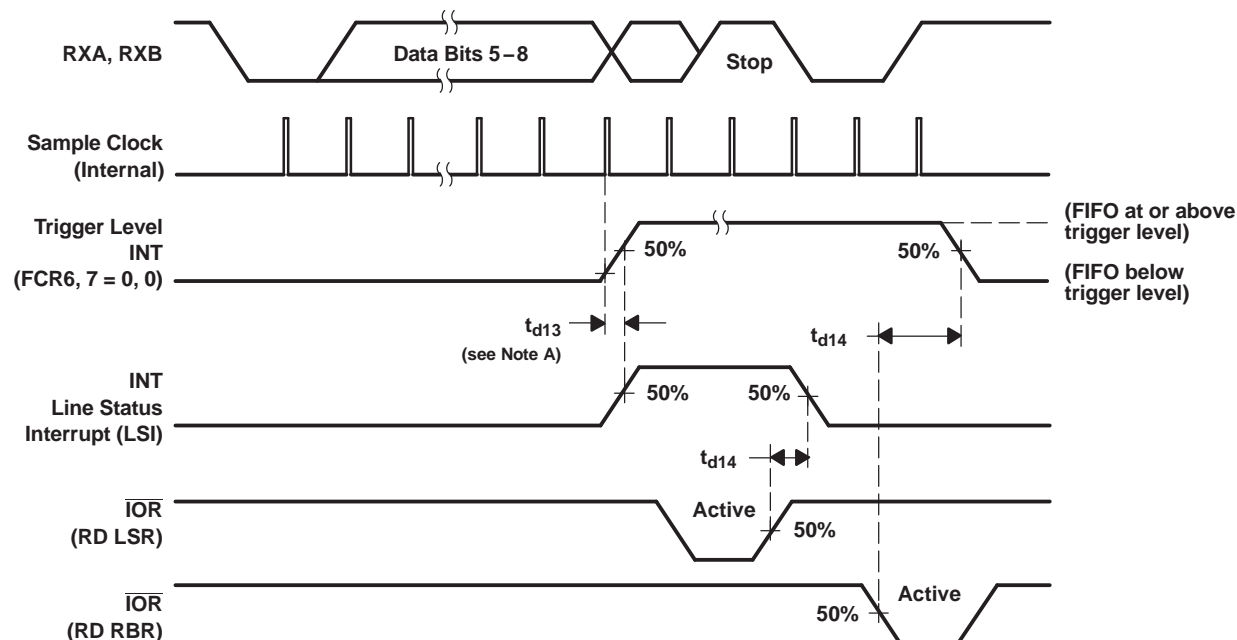 RXA, RXB
Data Bits 5–8
Stop
Sample Clock
(Internal)
Trigger Level
INT
(FCR6, 7 = 0, 0)
50%
50%
(FIFO at or above
trigger level)
(FIFO below
trigger level)
td13
(see Note A)
td14
INT
Line Status
Interrupt (LSI)
50%
50%
td14
IOR
(RD LSR)
Active
50%
IOR
(RD RBR)
50%
Active